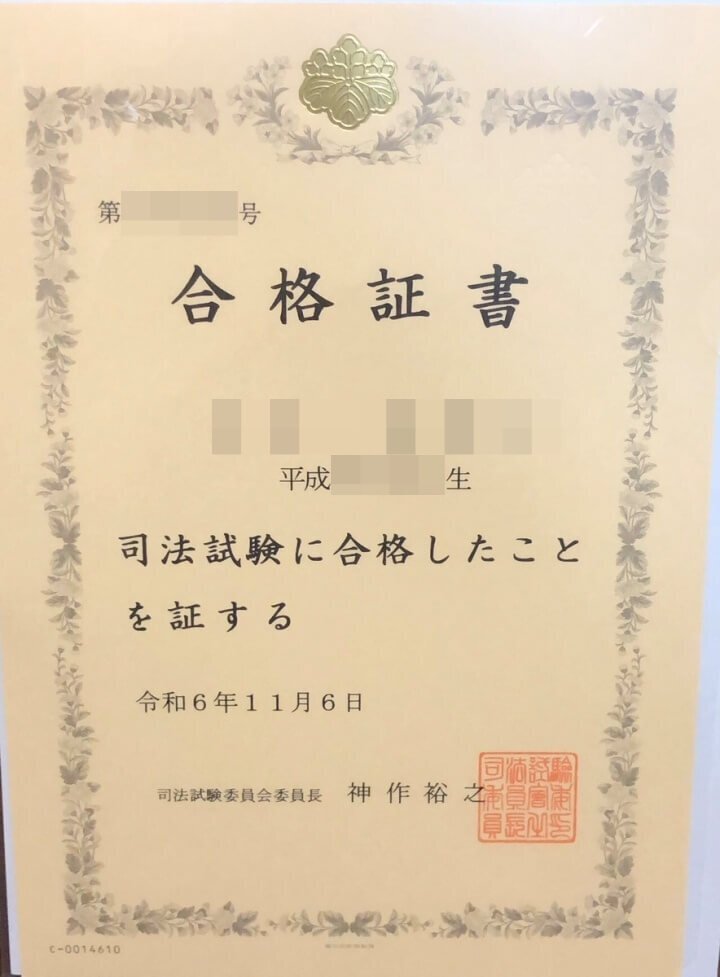 第 号
合格証書
平成 生
司法試験に合格したこと
を証する
令和６年１１月６日
司法試験委員会委員長 神作裕之
C-0014610